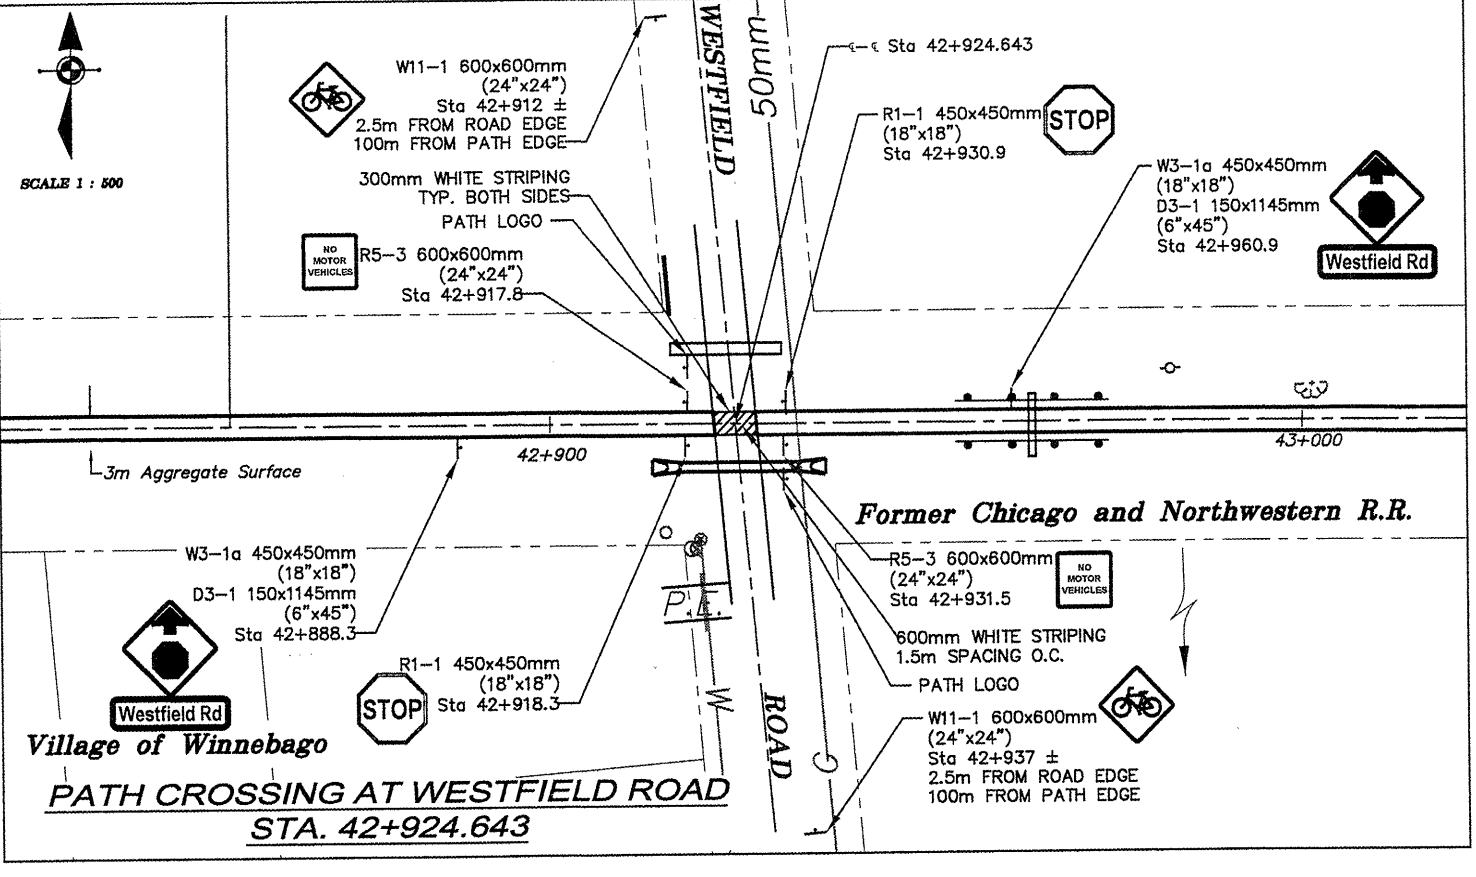 SCALE 1 : 500
W11-1 600x600mm
(24"x24")
Sta 42+912 ±
2.5m FROM ROAD EDGE
100m FROM PATH EDGE
300mm WHITE STRIPING
TYP. BOTH SIDES
PATH LOGO
NO
MOTOR
VEHICLES
R5-3 600x600mm
(24"x24")
Sta 42+917.8
WESTFIELD
50mm
℄-℄ Sta 42+924.643
R1-1 450x450mm
(18"x18")
Sta 42+930.9
STOP
W3-1a 450x450mm
(18"x18")
D3-1 150x1145mm
(6"x45")
Sta 42+960.9
Westfield Rd
3m Aggregate Surface
42+900
43+000
Former Chicago and Northwestern R.R.
W3-1a 450x450mm
(18"x18")
D3-1 150x1145mm
(6"x45")
Sta 42+888.3
Westfield Rd
R1-1 450x450mm
(18"x18")
Sta 42+918.3
STOP
P.E.
W
ROAD
G
R5-3 600x600mm
(24"x24")
Sta 42+931.5
NO
MOTOR
VEHICLES
600mm WHITE STRIPING
1.5m SPACING O.C.
PATH LOGO
W11-1 600x600mm
(24"x24")
Sta 42+937 ±
2.5m FROM ROAD EDGE
100m FROM PATH EDGE
Village of Winnebago
PATH CROSSING AT WESTFIELD ROAD
STA. 42+924.643